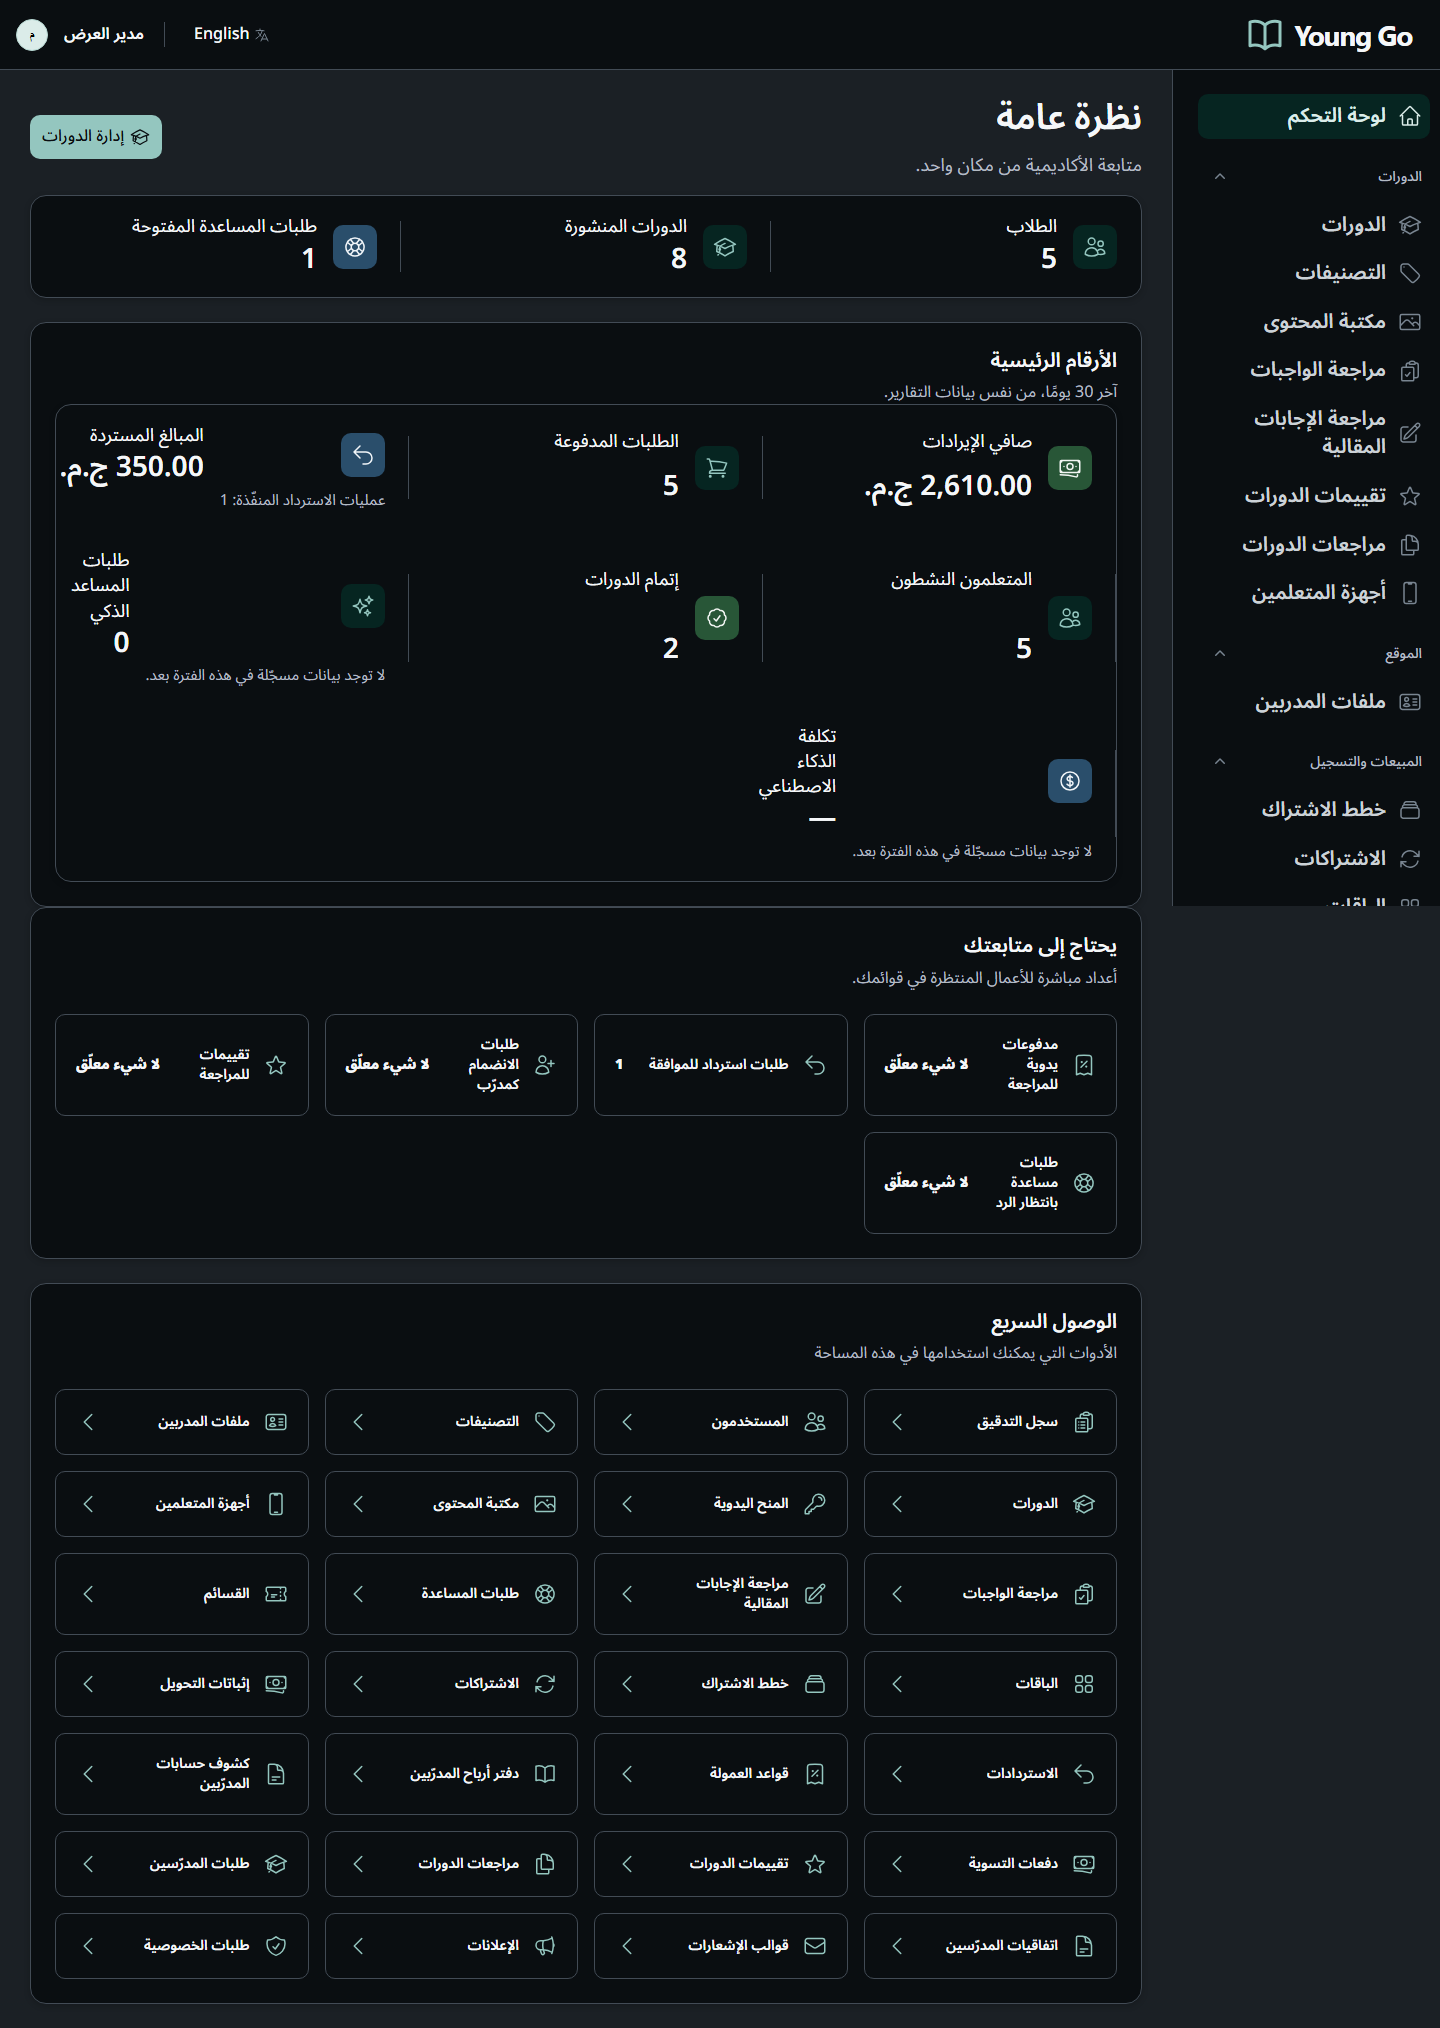 Young Go
English
مدير العرض
م
لوحة التحكم
الدورات
الدورات
التصنيفات
مكتبة المحتوى
مراجعة الواجبات
مراجعة الإجابات
المقالية
تقييمات الدورات
مراجعات الدورات
أجهزة المتعلمين
الموقع
ملفات المدربين
المبيعات والتسجيل
خطط الاشتراك
الاشتراكات
نظرة عامة
متابعة الأكاديمية من مكان واحد.
إدارة الدورات
الطلاب
5
الدورات المنشورة
8
طلبات المساعدة المفتوحة
1
الأرقام الرئيسية
آخر 30 يومًا، من نفس بيانات التقارير.
صافي الإيرادات
2,610.00 ج.م.
الطلبات المدفوعة
5
المبالغ المستردة
350.00 ج.م.
عمليات الاسترداد المنفّذة: 1
المتعلمون النشطون
5
إتمام الدورات
2
طلبات
المساعد
الذكي
0
لا توجد بيانات مسجّلة في هذه الفترة بعد.
تكلفة
الذكاء
الاصطناعي
—
لا توجد بيانات مسجّلة في هذه الفترة بعد.
يحتاج إلى متابعتك
أعداد مباشرة للأعمال المنتظرة في قوائمك.
مدفوعات
يدوية
للمراجعة
لا شيء معلّق
طلبات استرداد للموافقة
1
طلبات
الانضمام
كمدرّب
لا شيء معلّق
تقييمات
للمراجعة
لا شيء معلّق
طلبات
مساعدة
بانتظار الرد
لا شيء معلّق
الوصول السريع
الأدوات التي يمكنك استخدامها في هذه المساحة
سجل التدقيق
المستخدمون
التصنيفات
ملفات المدربين
الدورات
المنح اليدوية
مكتبة المحتوى
أجهزة المتعلمين
مراجعة الواجبات
مراجعة الإجابات
المقالية
طلبات المساعدة
القسائم
الباقات
خطط الاشتراك
الاشتراكات
إثباتات التحويل
الاستردادات
قواعد العمولة
دفتر أرباح المدرّبين
كشوف حسابات
المدرّبين
دفعات التسوية
تقييمات الدورات
مراجعات الدورات
طلبات المدرّسين
اتفاقيات المدرّسين
قوالب الإشعارات
الإعلانات
طلبات الخصوصية